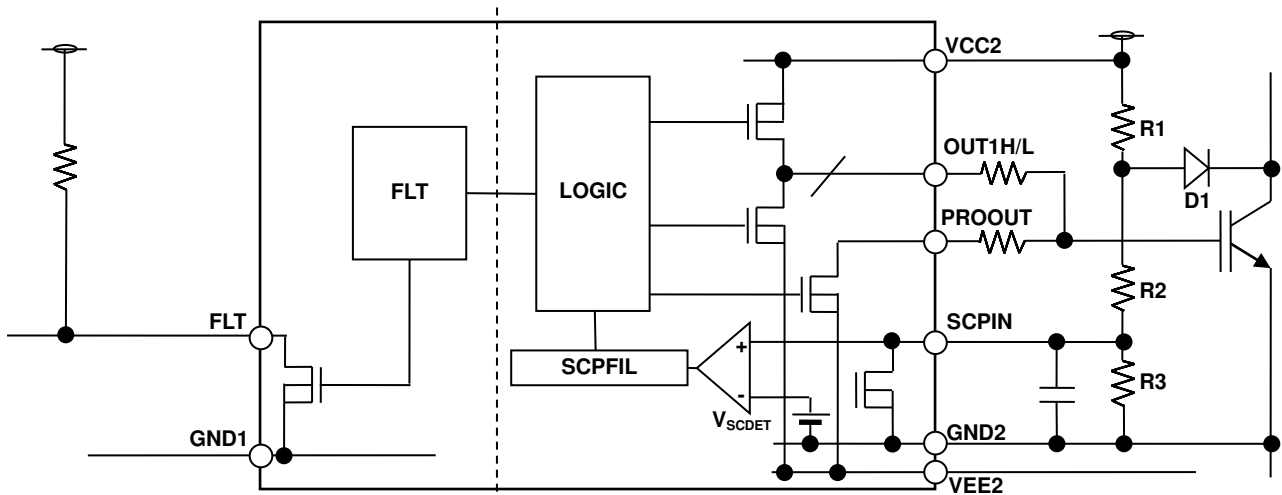 VCC2
R1
OUT1H/L
FLT
LOGIC
D1
PROOUT
R2
FLT
SCPIN
+
SCPFIL
R3
-
VSCDET
GND1
GND2
VEE2